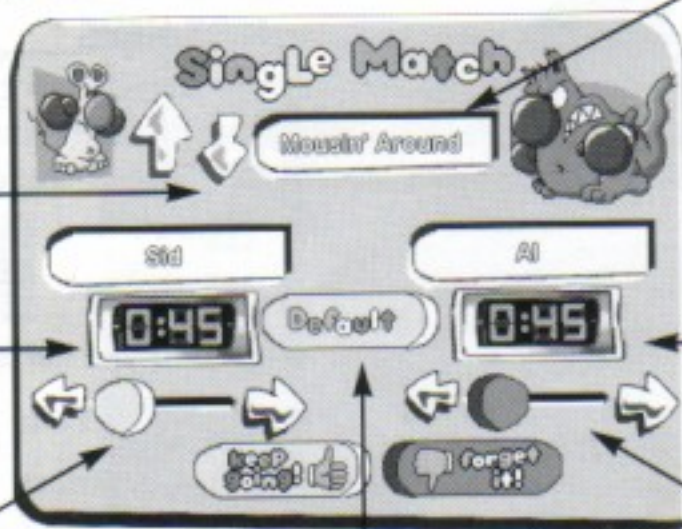 Single Match
Mousin' Around
Sid
Al
0:45
Default
0:45
keep going!
forget it!